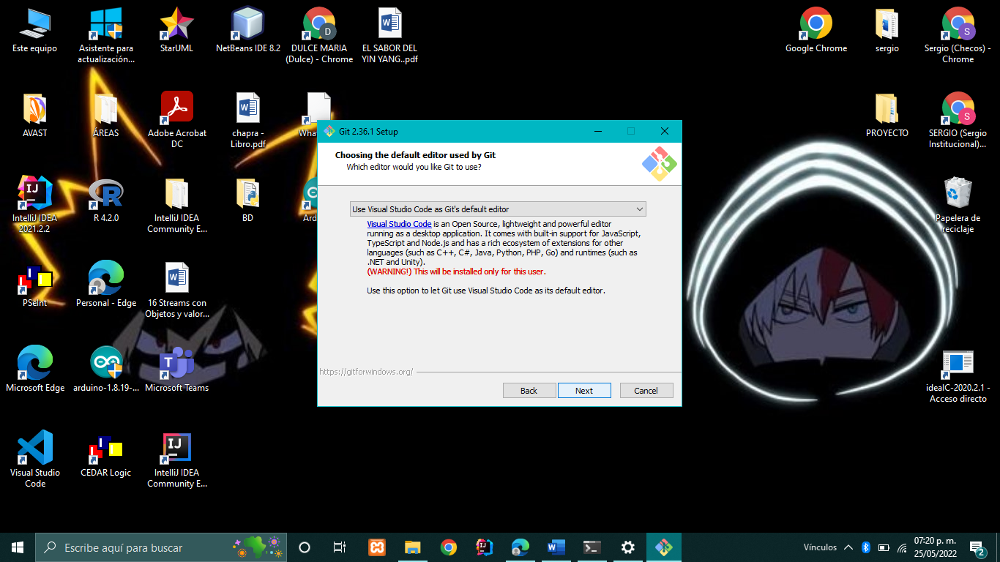 Este equipo
Asistente para
actualización...
StarUML
NetBeans IDE 8.2
D
DULCE MARIA
(Dulce) - Chrome
EL SABOR DEL
YIN YANG..pdf
Google Chrome
sergio
S
Sergio (Checos) -
Chrome
AVAST
ÁREAS
Adobe Acrobat
DC
chapra -
Libro.pdf
What
PROYECTO
S
SERGIO (Sergio
Institucional)...
IntelliJ IDEA
2021.2.2
R 4.2.0
IntelliJ IDEA
Community E...
BD
Ard
Papelera de
reciclaje
PSeInt
Personal - Edge
16 Streams con
Objetos y valor...
Microsoft Edge
arduino-1.8.19-...
Microsoft Teams
ideaIC-2020.2.1 -
Acceso directo
Visual Studio
Code
CEDAR Logic
IntelliJ IDEA
Community E...
Git 2.36.1 Setup
Choosing the default editor used by Git
Which editor would you like Git to use?
Use Visual Studio Code as Git's default editor
Visual Studio Code is an Open Source, lightweight and powerful editor
running as a desktop application. It comes with built-in support for JavaScript,
TypeScript and Node.js and has a rich ecosystem of extensions for other
languages (such as C++, C#, Java, Python, PHP, Go) and runtimes (such as
.NET and Unity).
(WARNING!) This will be installed only for this user.
Use this option to let Git use Visual Studio Code as its default editor.
https://gitforwindows.org/
Back
Next
Cancel
Escribe aquí para buscar
Vínculos
07:20 p. m.
25/05/2022
2